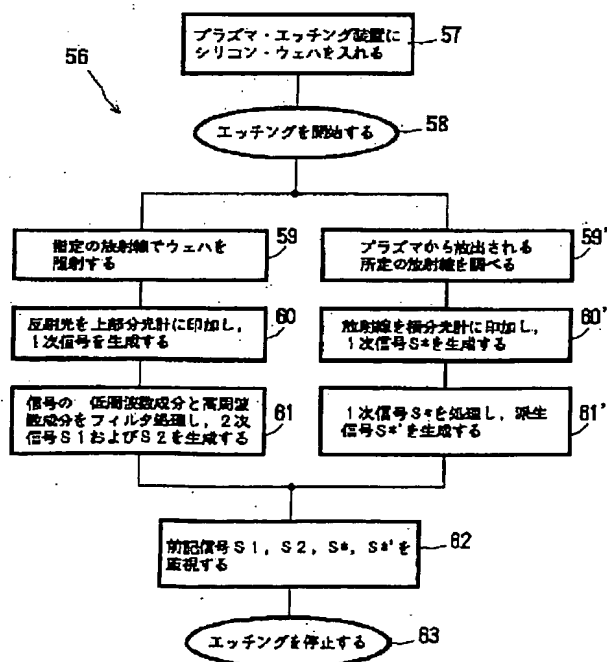 56
プラズマ・エッチング装置に
シリコン・ウェハを入れる
57
エッチングを開始する
58
指定の放射線でウェハを
照射する
59
プラズマから放出される
所定の放射線を調べる
59'
反射光を上部分光計に印加し,
1次信号を生成する
60
放射線を横分光計に印加し,
1次信号S*を生成する
60'
信号の 低周波数成分と高周波
数成分をフィルタ処理し,2次
信号S1およびS2を生成する
61
1次信号S*を処理し,派生
信号S*'を生成する
61'
前記信号S1,S2,S*,S*'を
監視する
62
エッチングを停止する
63